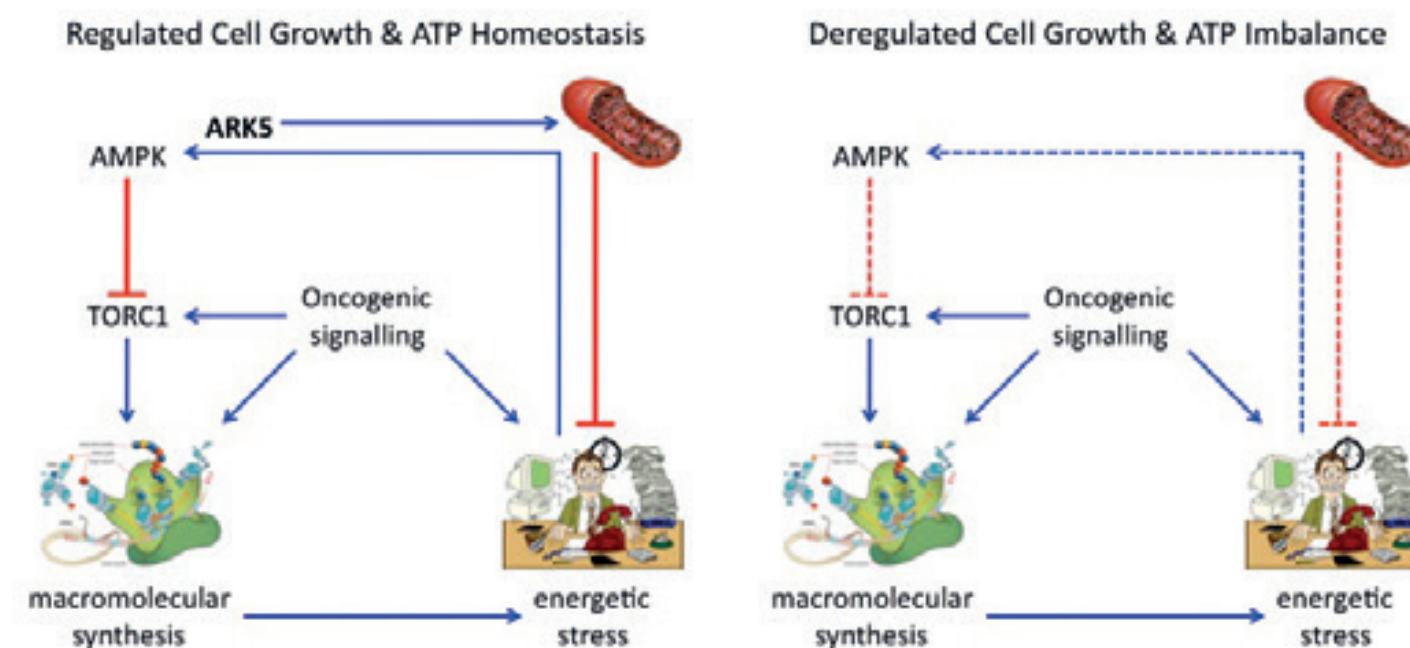 Regulated Cell Growth & ATP Homeostasis
ARK5
AMPK
TORC1
Oncogenic
signalling
macromolecular
synthesis
energetic
stress
Deregulated Cell Growth & ATP Imbalance
AMPK
TORC1
Oncogenic
signalling
macromolecular
synthesis
energetic
stress